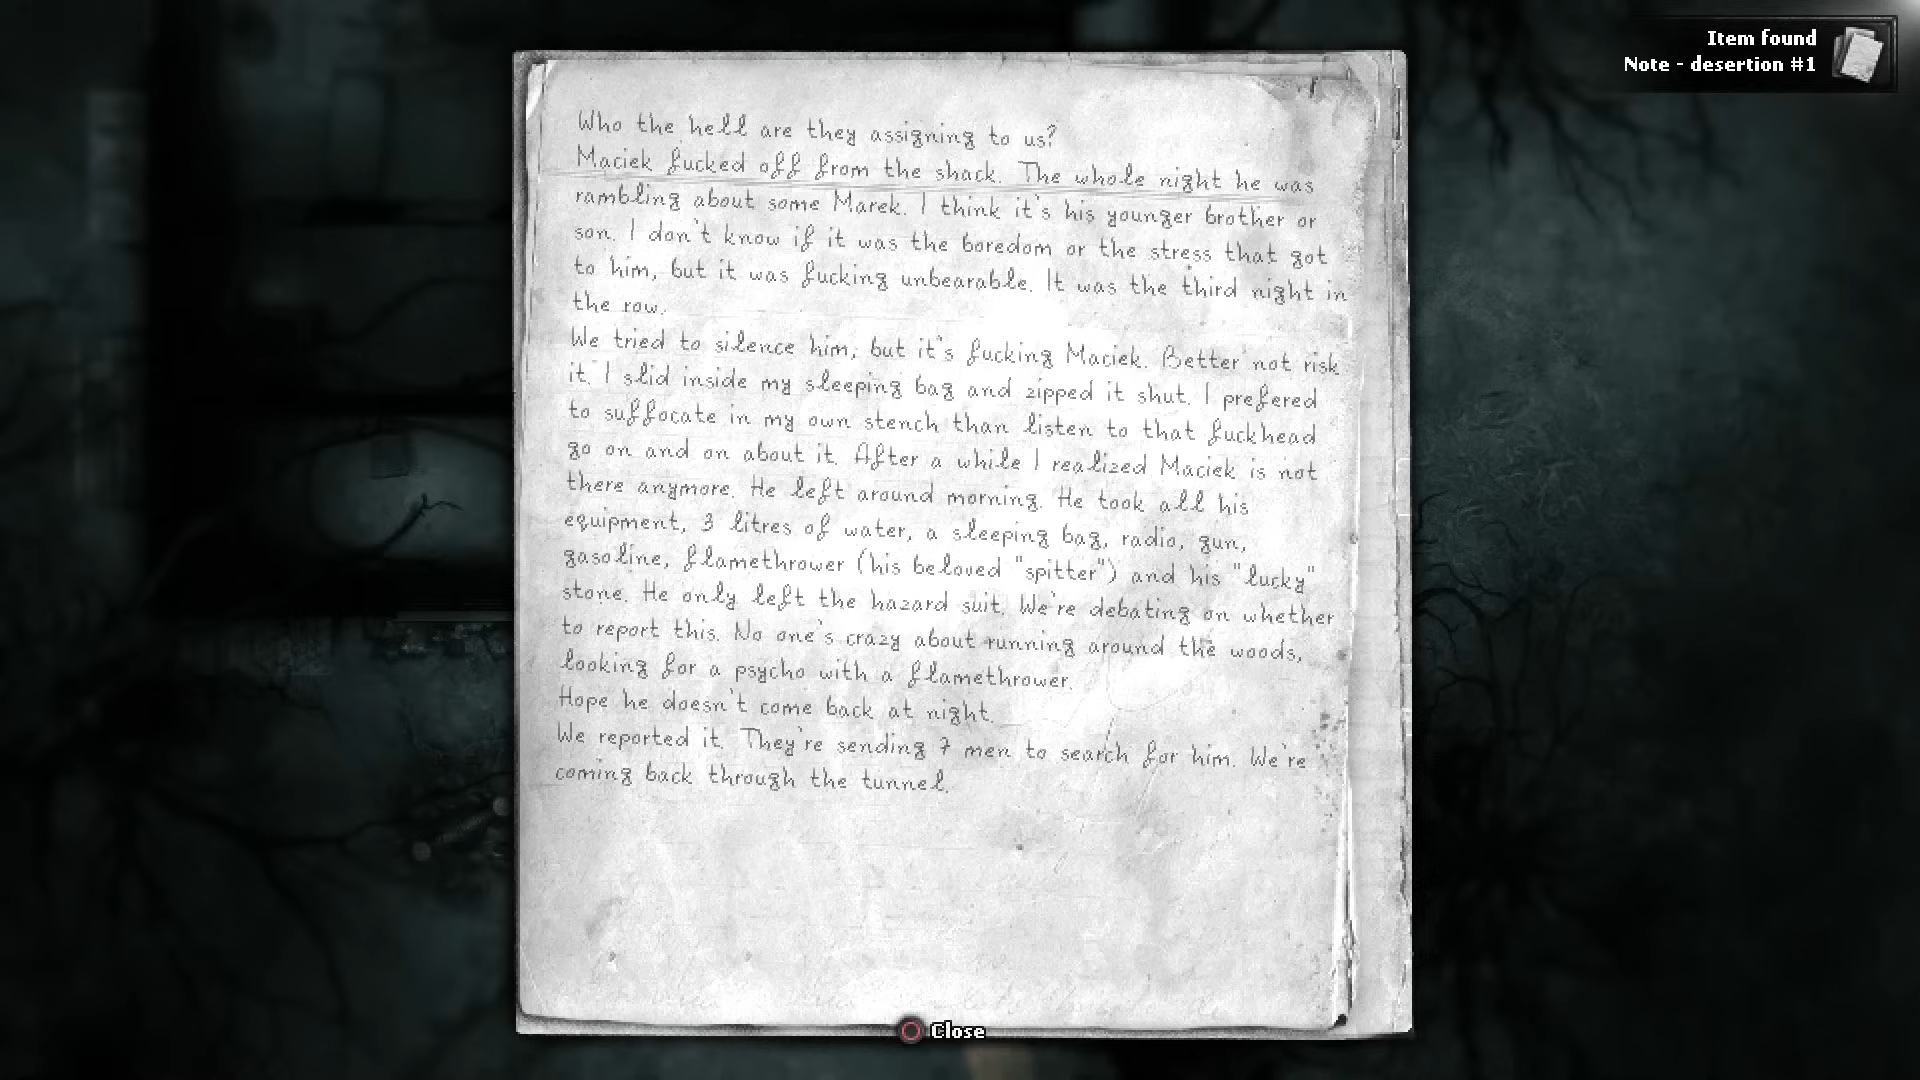 Item found
Note - desertion #1
Who the hell are they assigning to us?
Maciek fucked off from the shack. The whole night he was
rambling about some Marek. I think it's his younger brother or
son. I don't know if it was the boredom or the stress that got
to him, but it was fucking unbearable. It was the third night in
the row.
We tried to silence him, but it's fucking Maciek. Better not risk
it. I slid inside my sleeping bag and zipped it shut. I prefered
to suffocate in my own stench than listen to that fuckhead
go on and on about it. After a while I realized Maciek is not
there anymore. He left around morning. He took all his
equipment, 3 litres of water, a sleeping bag, radio, gun,
gasoline, flamethrower (his beloved "spitter") and his "lucky"
stone. He only left the hazard suit. We're debating on whether
to report this. No one's crazy about running around the woods,
looking for a psycho with a flamethrower.
Hope he doesn't come back at night.
We reported it. They're sending 7 men to search for him. We're
coming back through the tunnel.
Close